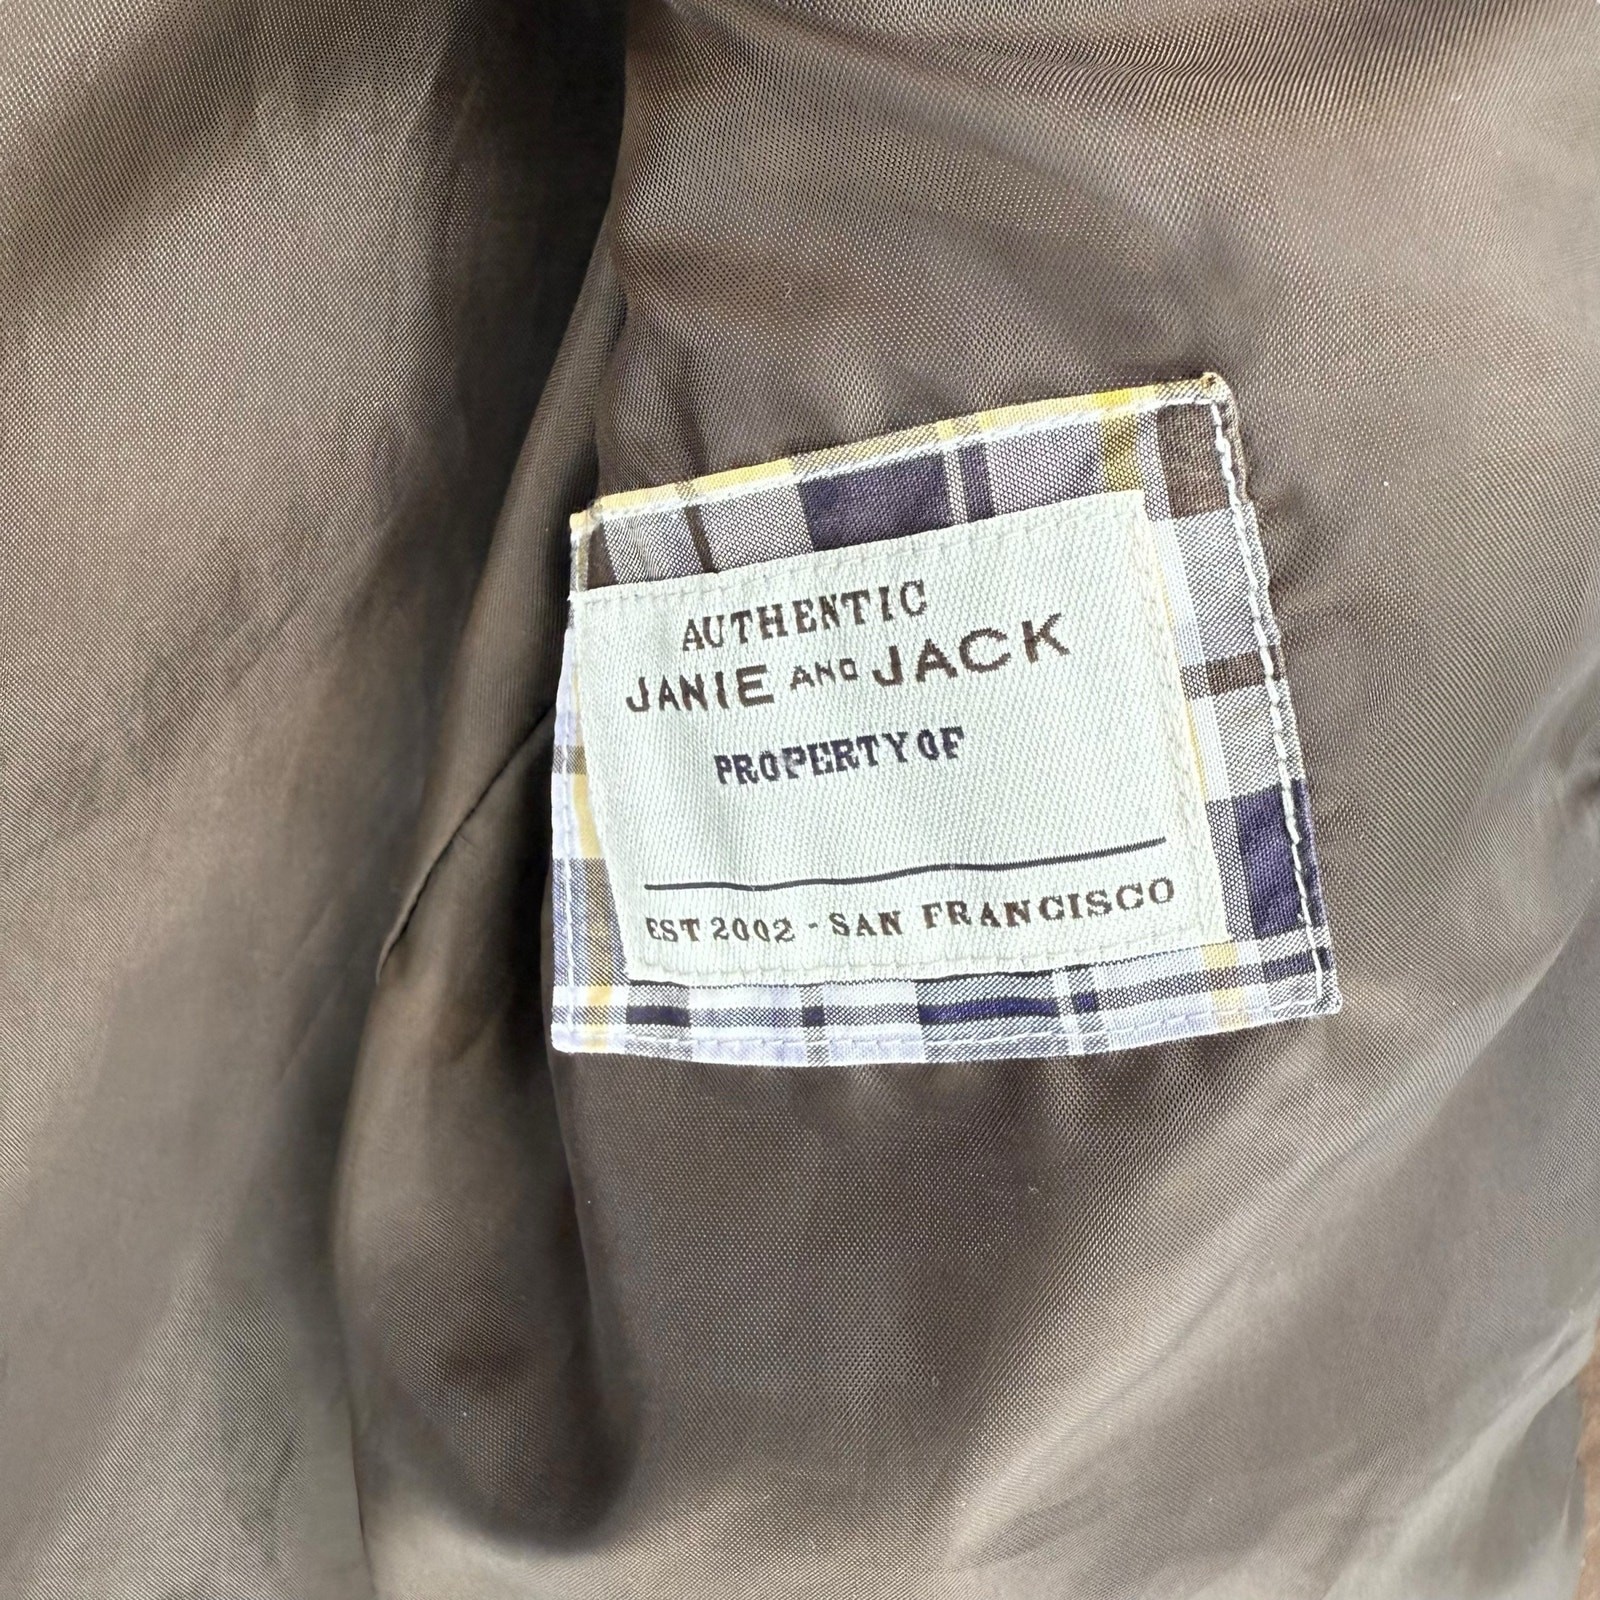 AUTHENTIC
JANIE AND JACK
PROPERTY OF
EST 2002 - SAN FRANCISCO